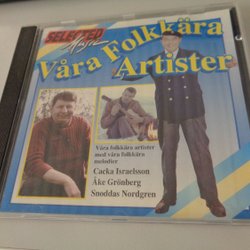 SELECTED
Music
Våra Folkkära
Artister
Våra folkkära artister
med våra folkkära
melodier
Cacka Israelsson
Åke Grönberg
Snoddas Nordgren